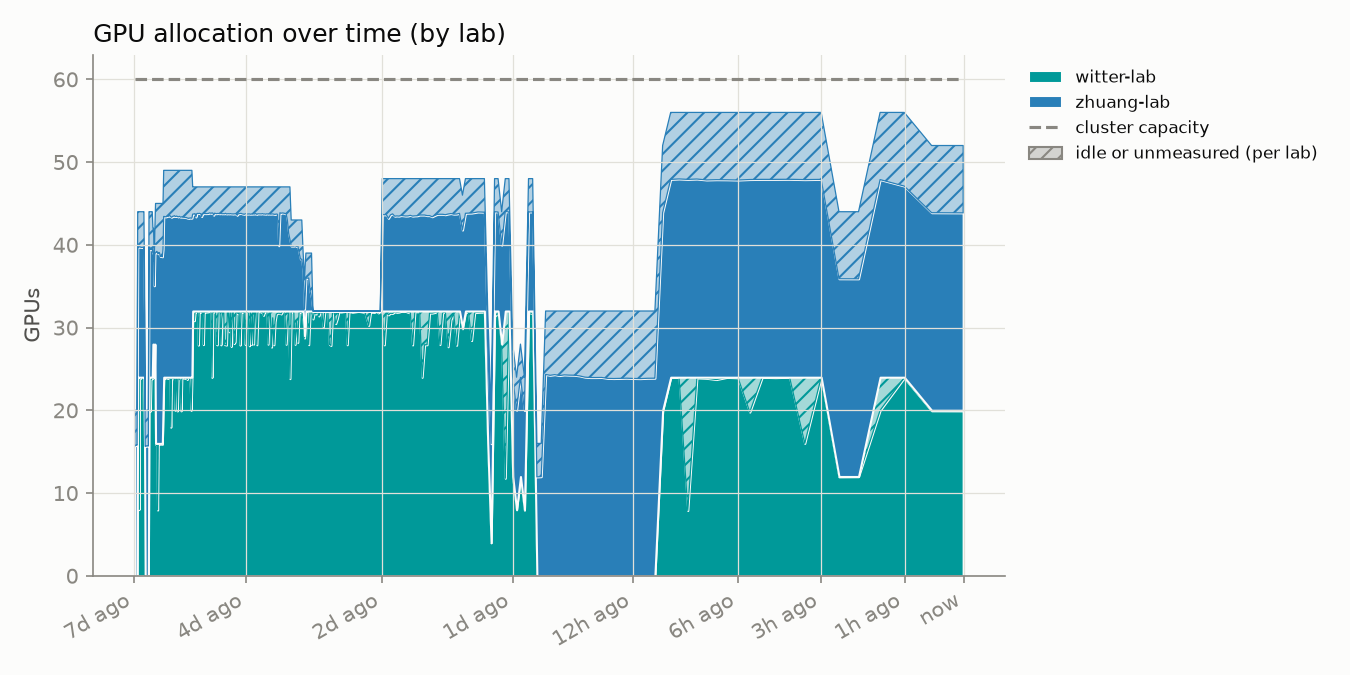 GPU allocation over time (by lab)
witter-lab
zhuang-lab
cluster capacity
idle or unmeasured (per lab)
GPUs
60
50
40
30
20
10
0
7d ago
4d ago
2d ago
1d ago
12h ago
6h ago
3h ago
1h ago
now